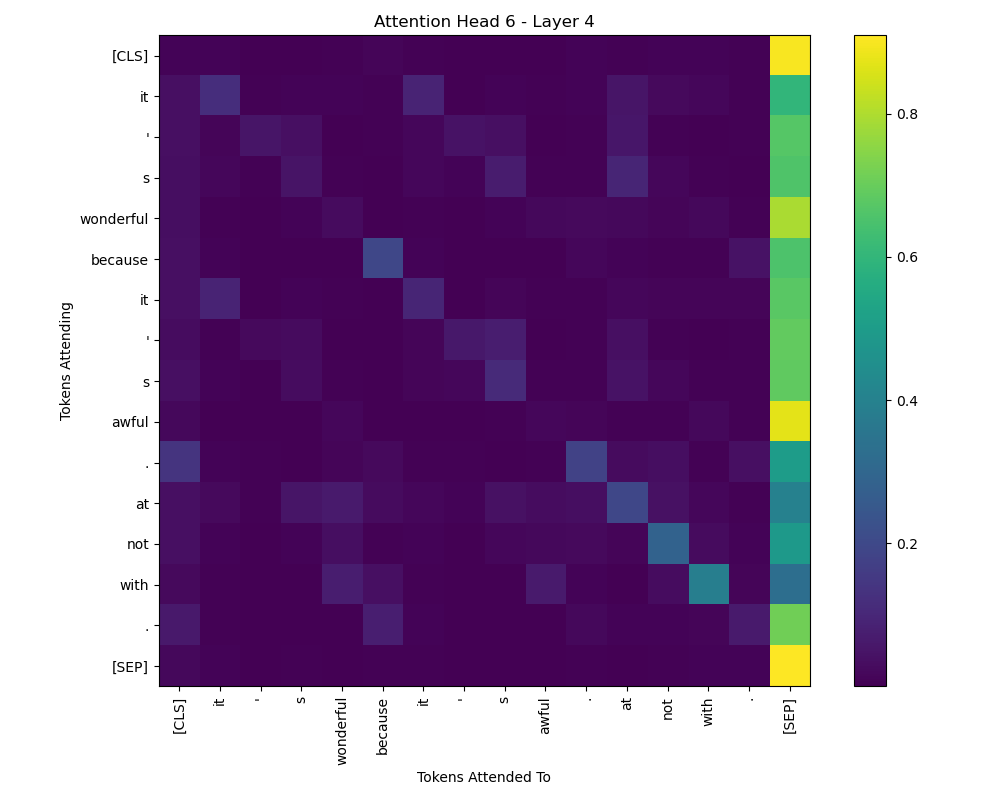 Attention Head 6 - Layer 4
[CLS]
it
'
s
wonderful
because
it
'
s
awful
.
at
not
with
.
[SEP]
Tokens Attending
[CLS]
it
'
s
wonderful
because
it
'
s
awful
.
at
not
with
.
[SEP]
Tokens Attended To
0.8
0.6
0.4
0.2